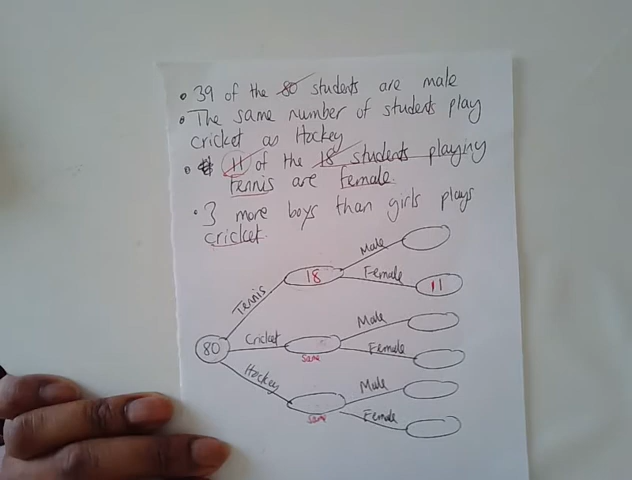 • 39 of the 80 students are male
• The same number of students play
cricket as Hockey
• 11 of the 18 students playing
Tennis are Female.
• 3 more boys than girls plays
cricket.
Male
Tennis 18 Female 11
Male
80 Cricket Same Female
Hockey Male
Same Female